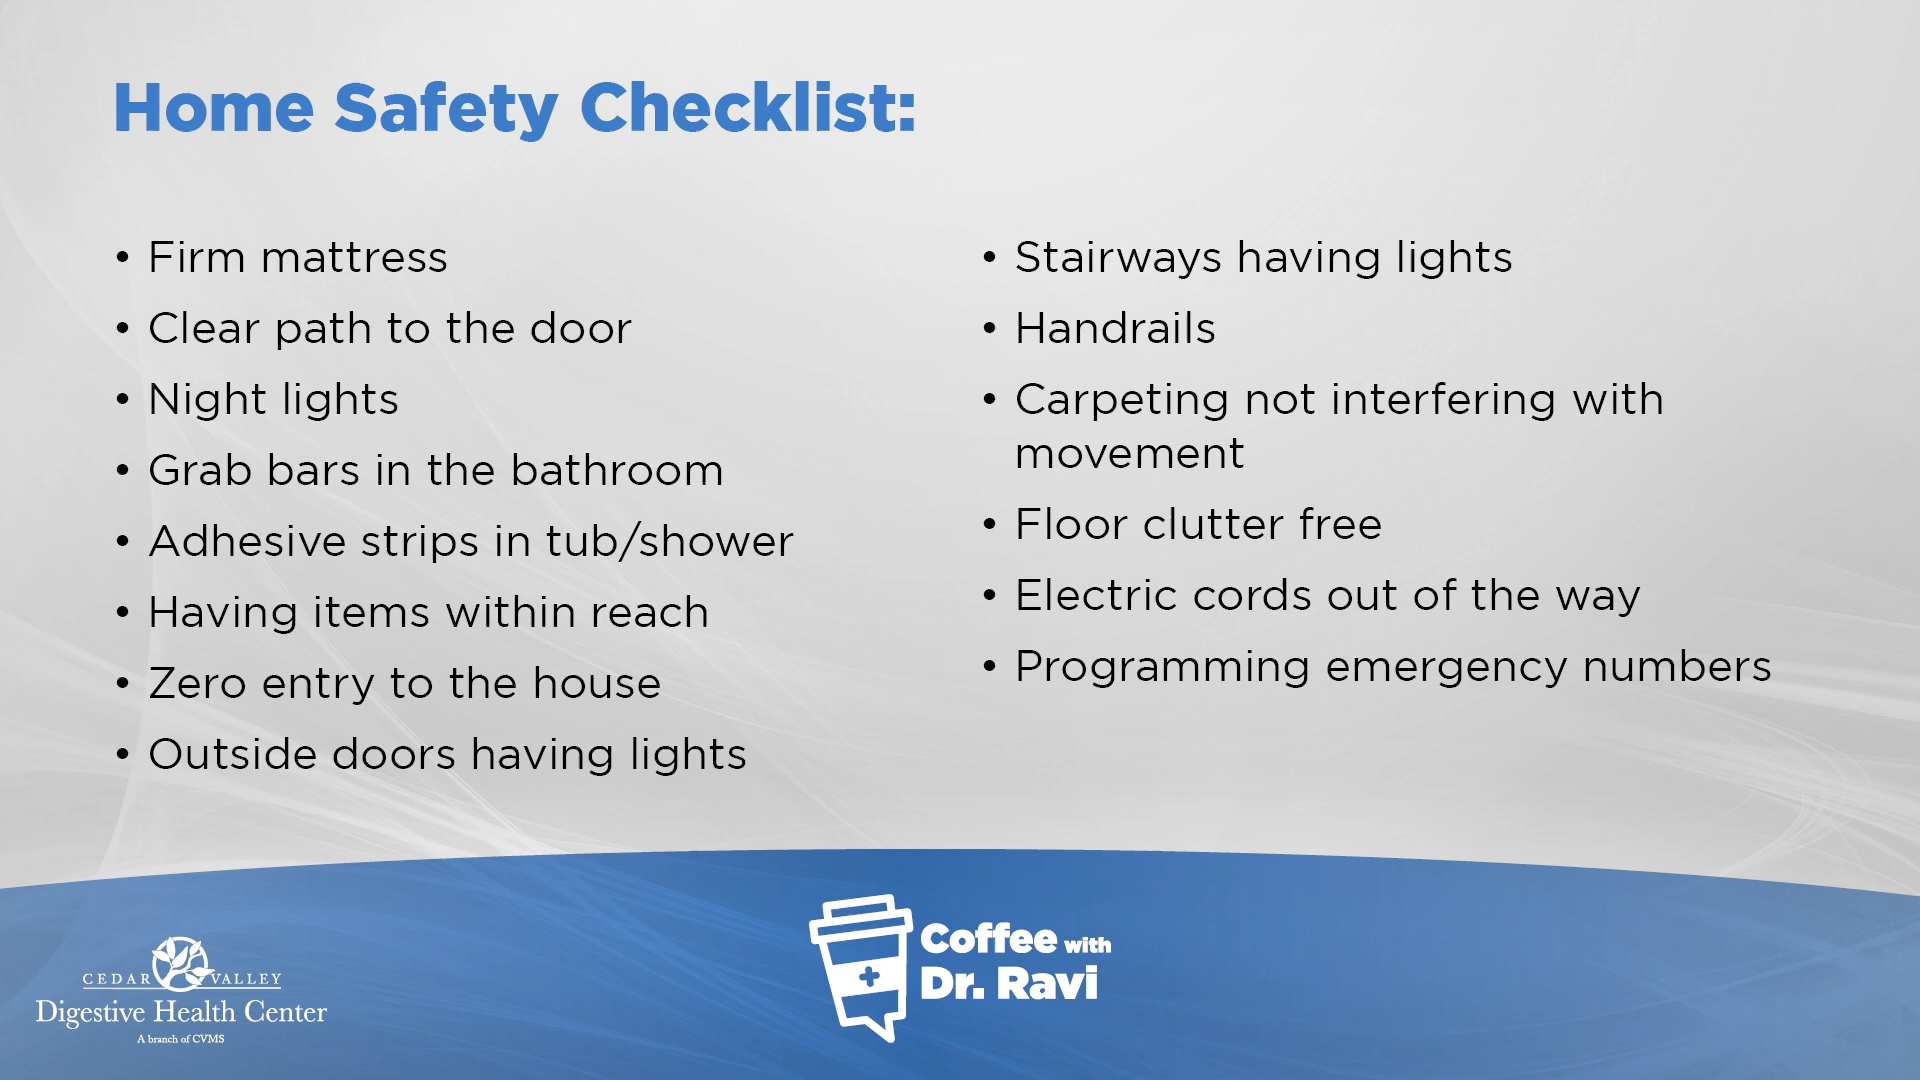 Home Safety Checklist:
• Firm mattress
• Clear path to the door
• Night lights
• Grab bars in the bathroom
• Adhesive strips in tub/shower
• Having items within reach
• Zero entry to the house
• Outside doors having lights
• Stairways having lights
• Handrails
• Carpeting not interfering with
movement
• Floor clutter free
• Electric cords out of the way
• Programming emergency numbers
CEDAR VALLEY
Digestive Health Center
A branch of CVMS
Coffee with
Dr. Ravi